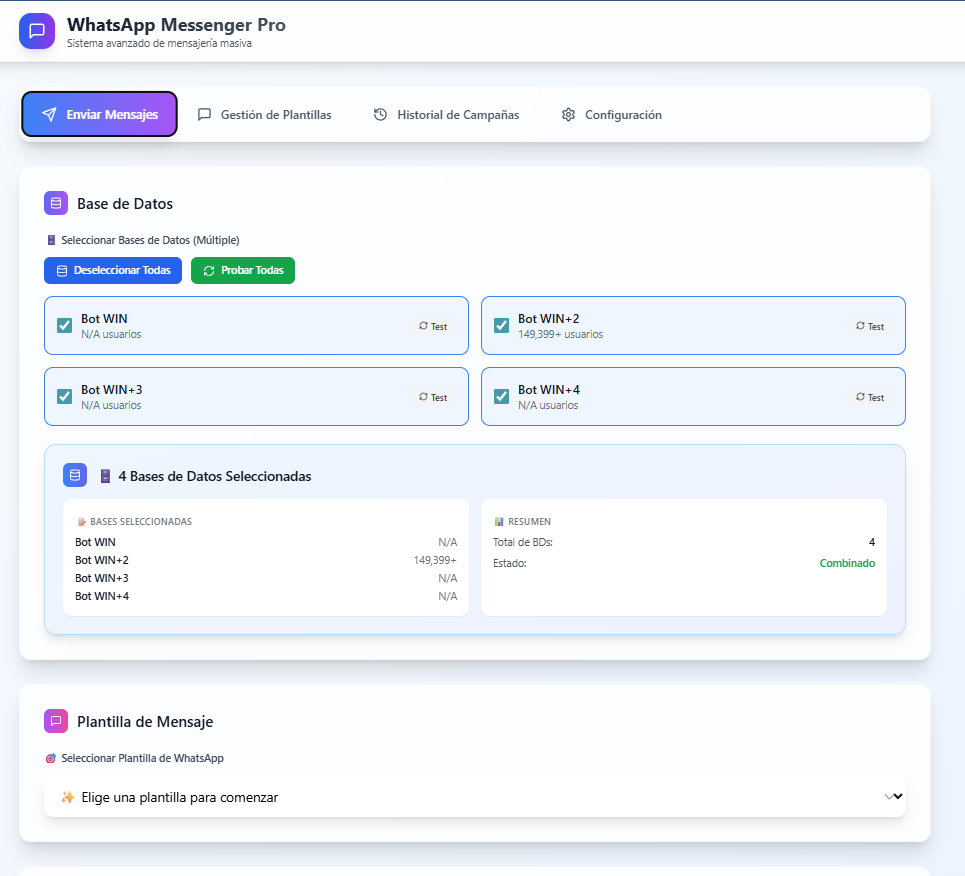 WhatsApp Messenger Pro
Sistema avanzado de mensajería masiva
Enviar Mensajes
Gestión de Plantillas
Historial de Campañas
Configuración
Base de Datos
Seleccionar Bases de Datos (Múltiple)
Deseleccionar Todas
Probar Todas
Bot WIN
N/A usuarios
Test
Bot WIN+2
149,399+ usuarios
Test
Bot WIN+3
N/A usuarios
Test
Bot WIN+4
N/A usuarios
Test
4 Bases de Datos Seleccionadas
BASES SELECCIONADAS
Bot WIN N/A
Bot WIN+2 149,399+
Bot WIN+3 N/A
Bot WIN+4 N/A
RESUMEN
Total de BDs: 4
Estado: Combinado
Plantilla de Mensaje
Seleccionar Plantilla de WhatsApp
✨ Elige una plantilla para comenzar